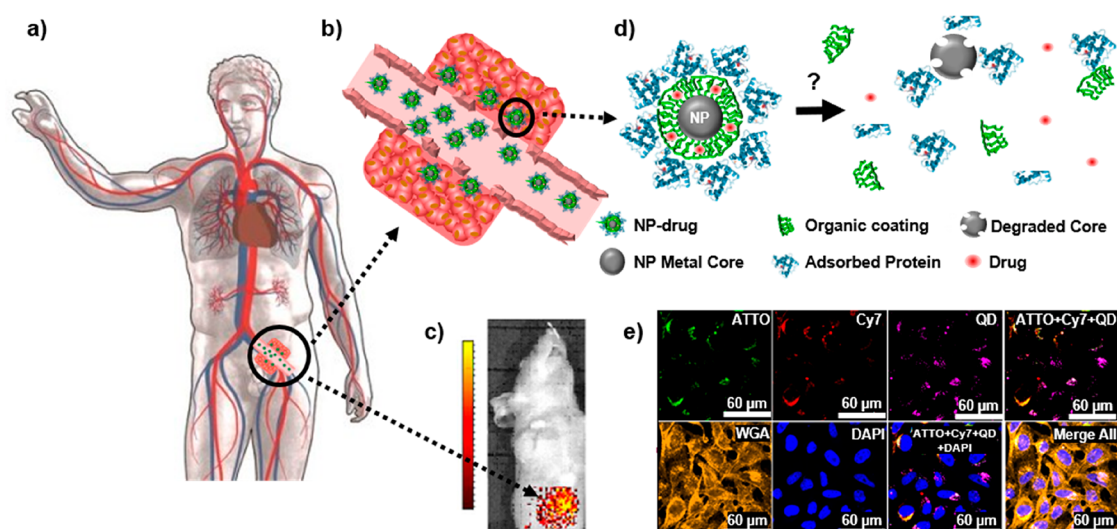 a)
b)
d)
?
NP
NP-drug
Organic coating
Degraded Core
NP Metal Core
Adsorbed Protein
Drug
c)
e)
ATTO
Cy7
QD
ATTO+Cy7+QD
60 µm
60 µm
60 µm
60 µm
WGA
DAPI
ATTO+Cy7+QD
+DAPI
Merge All
60 µm
60 µm
60 µm
60 µm